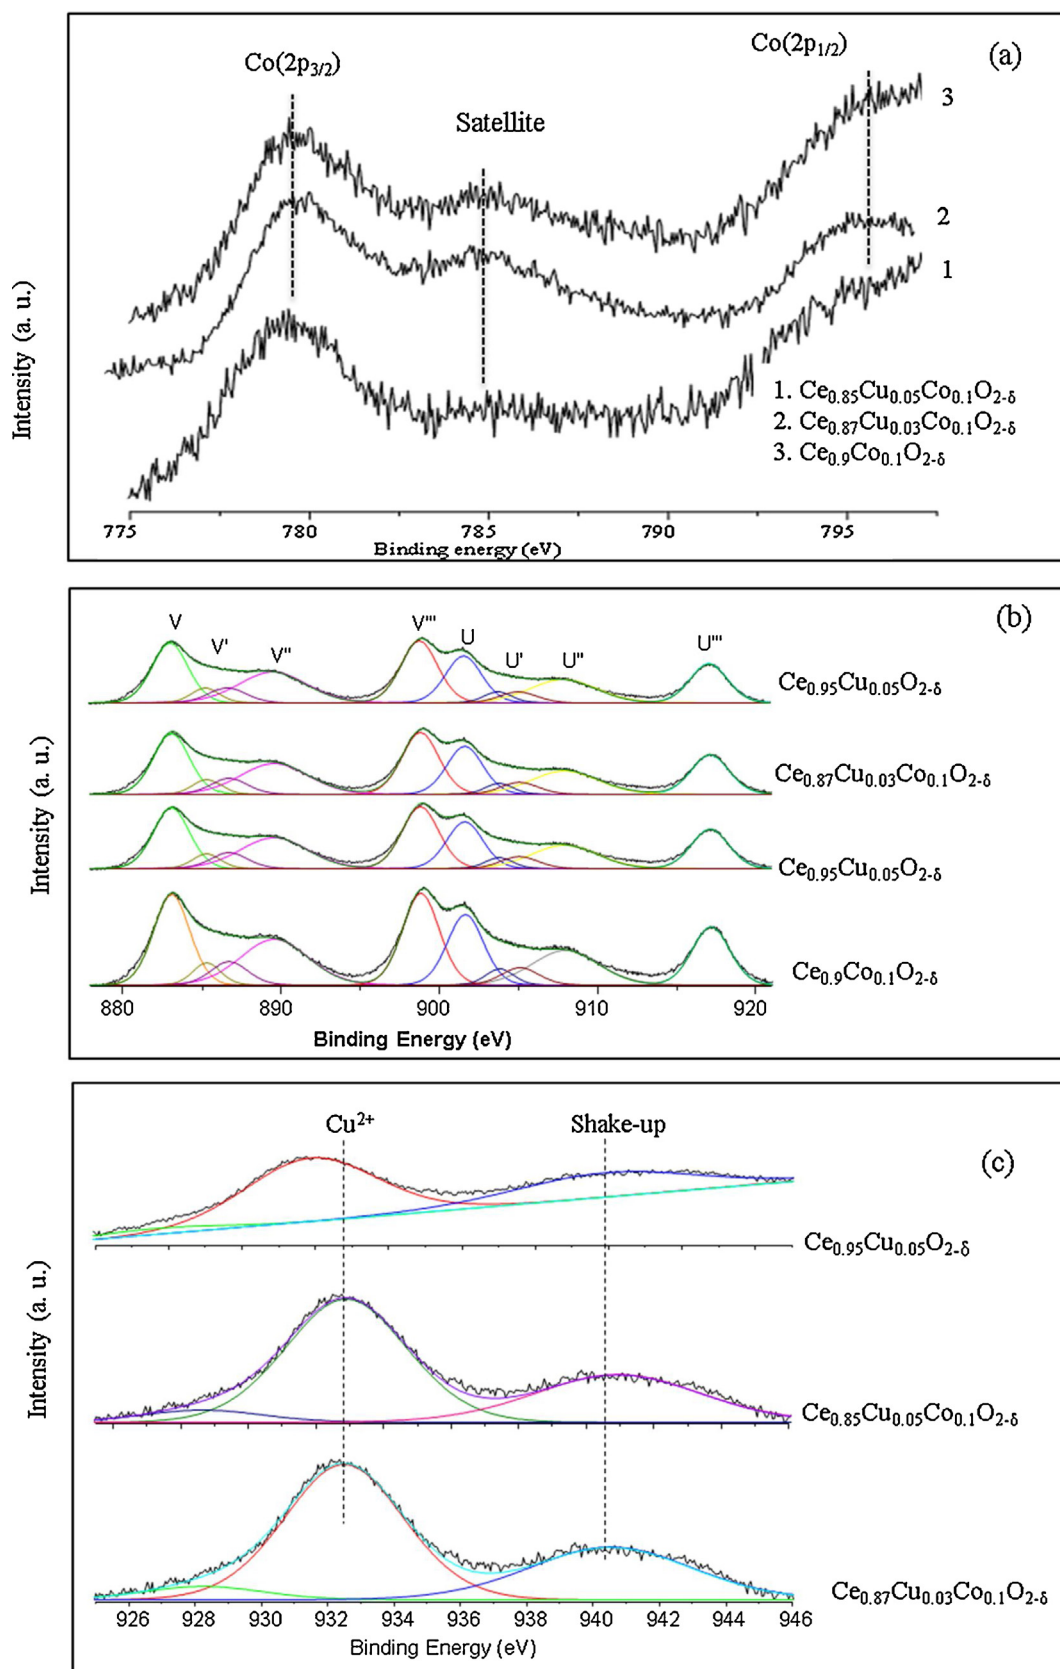 (a)
Co(2p3/2)
Satellite
Co(2p1/2)
3
2
1
1. Ce0.85Cu0.05Co0.1O2-δ
2. Ce0.87Cu0.03Co0.1O2-δ
3. Ce0.9Co0.1O2-δ
Intensity (a. u.)
775 780 785 790 795
Binding energy (eV)
(b)
V V' V'' V''' U U' U'' U'''
Ce0.95Cu0.05O2-δ
Ce0.87Cu0.03Co0.1O2-δ
Ce0.95Cu0.05O2-δ
Ce0.9Co0.1O2-δ
Intensity (a. u.)
880 890 900 910 920
Binding Energy (eV)
(c)
Cu2+ Shake-up
Ce0.95Cu0.05O2-δ
Ce0.85Cu0.05Co0.1O2-δ
Ce0.87Cu0.03Co0.1O2-δ
Intensity (a. u.)
926 928 930 932 934 936 938 940 942 944 946
Binding Energy (eV)